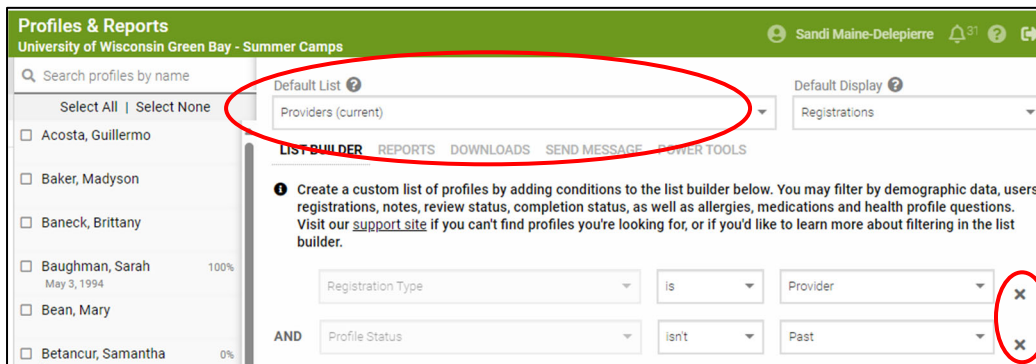 Profiles & Reports
University of Wisconsin Green Bay - Summer Camps
Sandi Maine-Delepierre
31
Search profiles by name
Select All | Select None
Acosta, Guillermo
Baker, Madyson
Baneck, Brittany
Baughman, Sarah 100%
May 3, 1994
Bean, Mary
Betancur, Samantha 0%
Default List
Providers (current)
Default Display
Registrations
LIST BUILDER REPORTS DOWNLOADS SEND MESSAGE POWER TOOLS
Create a custom list of profiles by adding conditions to the list builder below. You may filter by demographic data, users
registrations, notes, review status, completion status, as well as allergies, medications and health profile questions.
Visit our support site if you can't find profiles you're looking for, or if you'd like to learn more about filtering in the list
builder.
Registration Type is Provider
AND Profile Status isn't Past